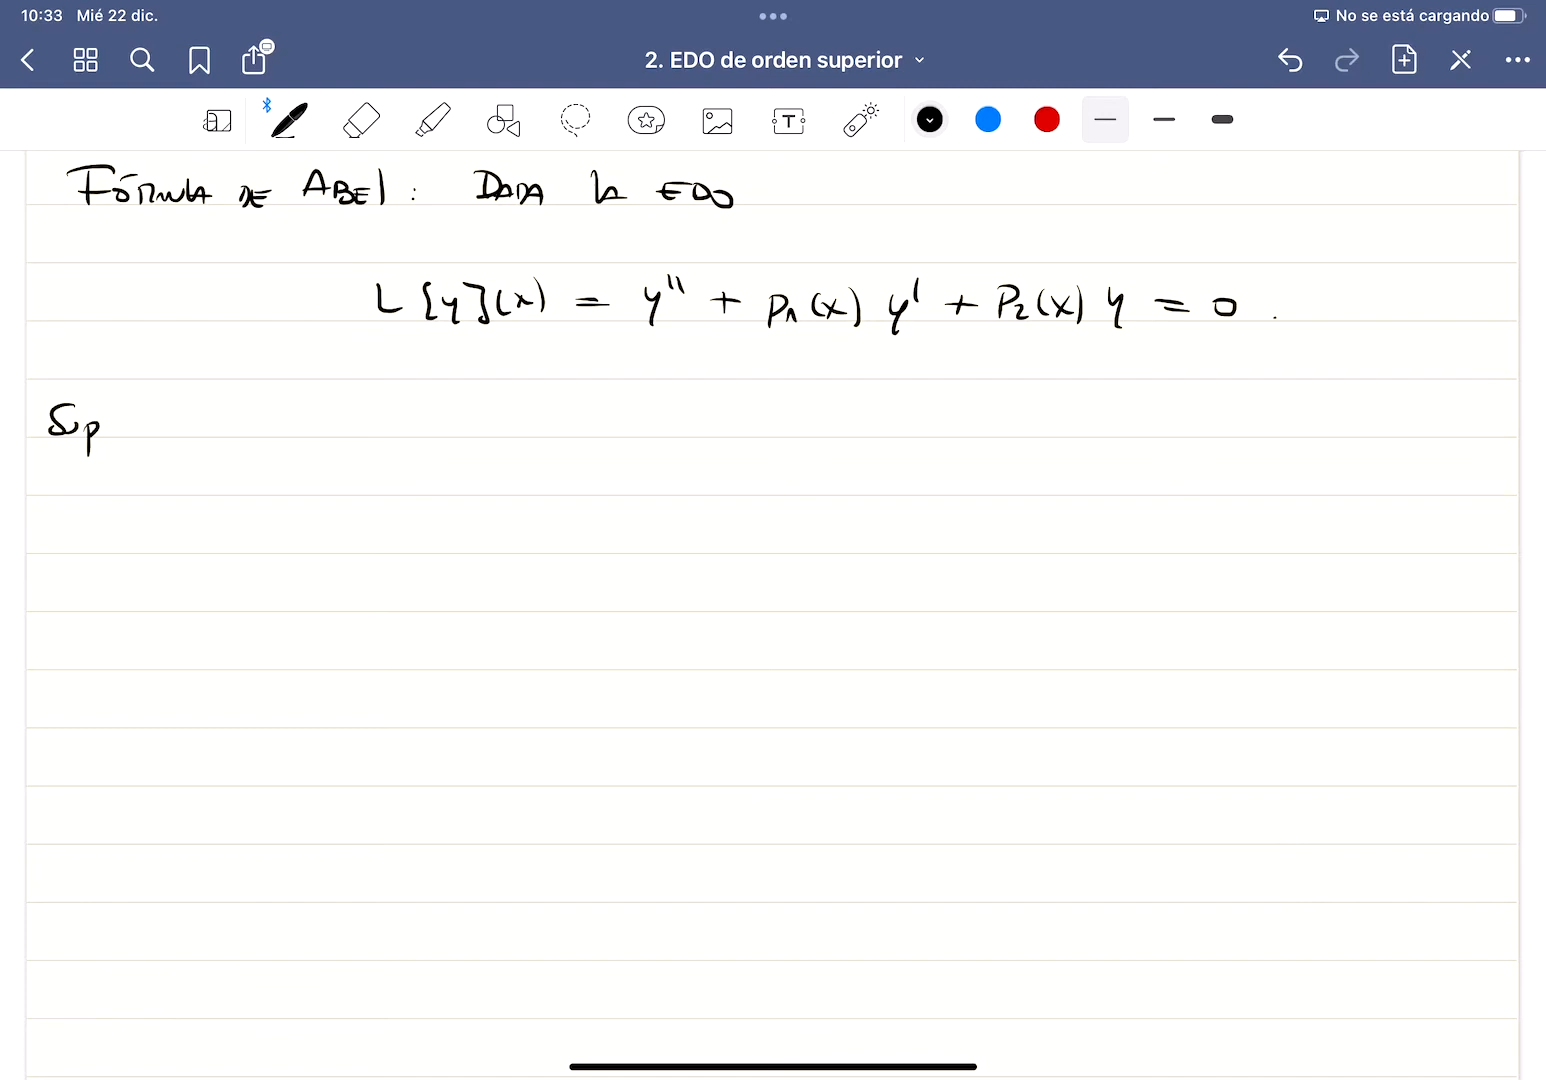 10:33 Mié 22 dic. No se está cargando
2. EDO de orden superior
T
FÓRMULA DE ABEL: DADA LA EDO
L[y](x) = y'' + p₁(x) y' + P₂(x) y = 0.
Sup